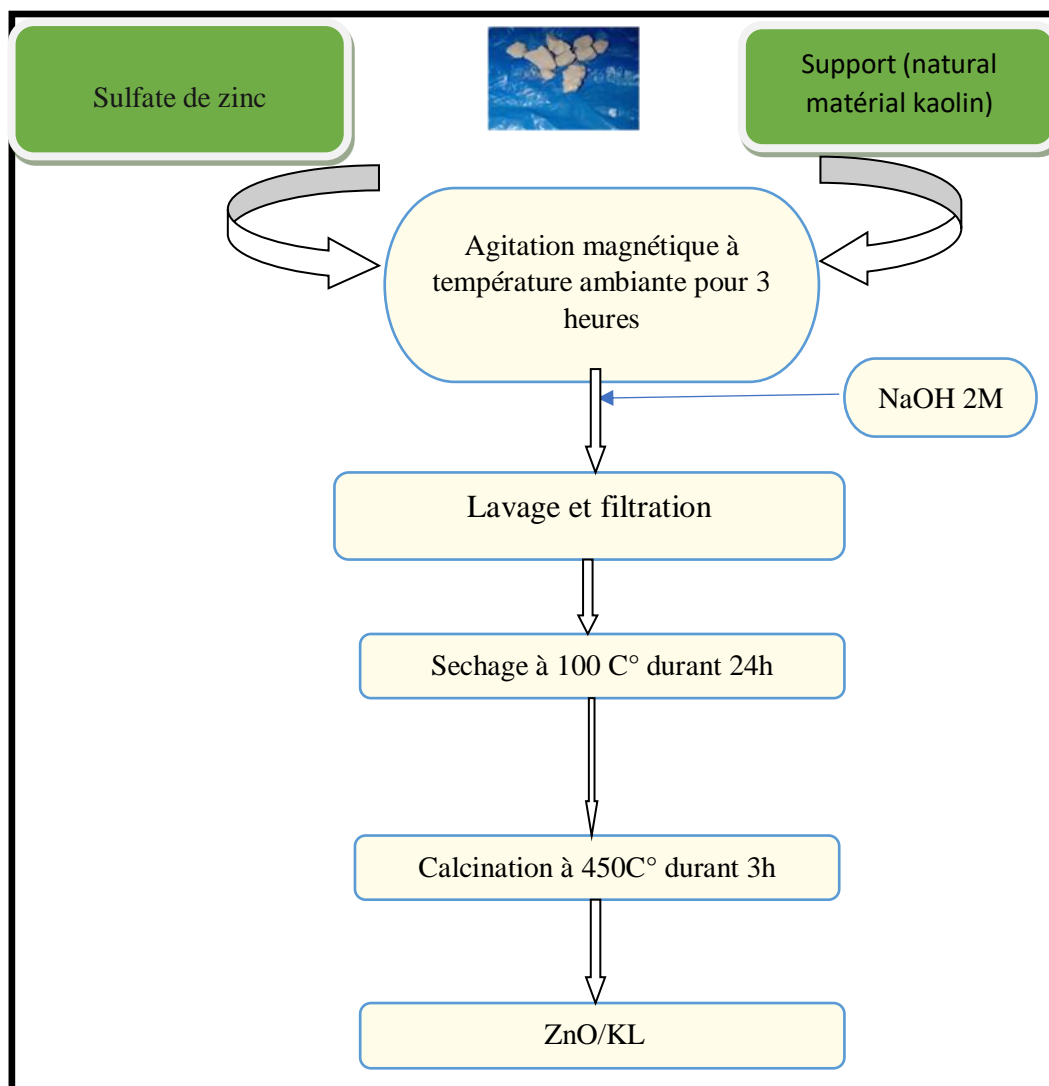 Sulfate de zinc
Support (natural
matérial kaolin)
Agitation magnétique à
température ambiante pour 3
heures
NaOH 2M
Lavage et filtration
Sechage à 100 C° durant 24h
Calcination à 450C° durant 3h
ZnO/KL